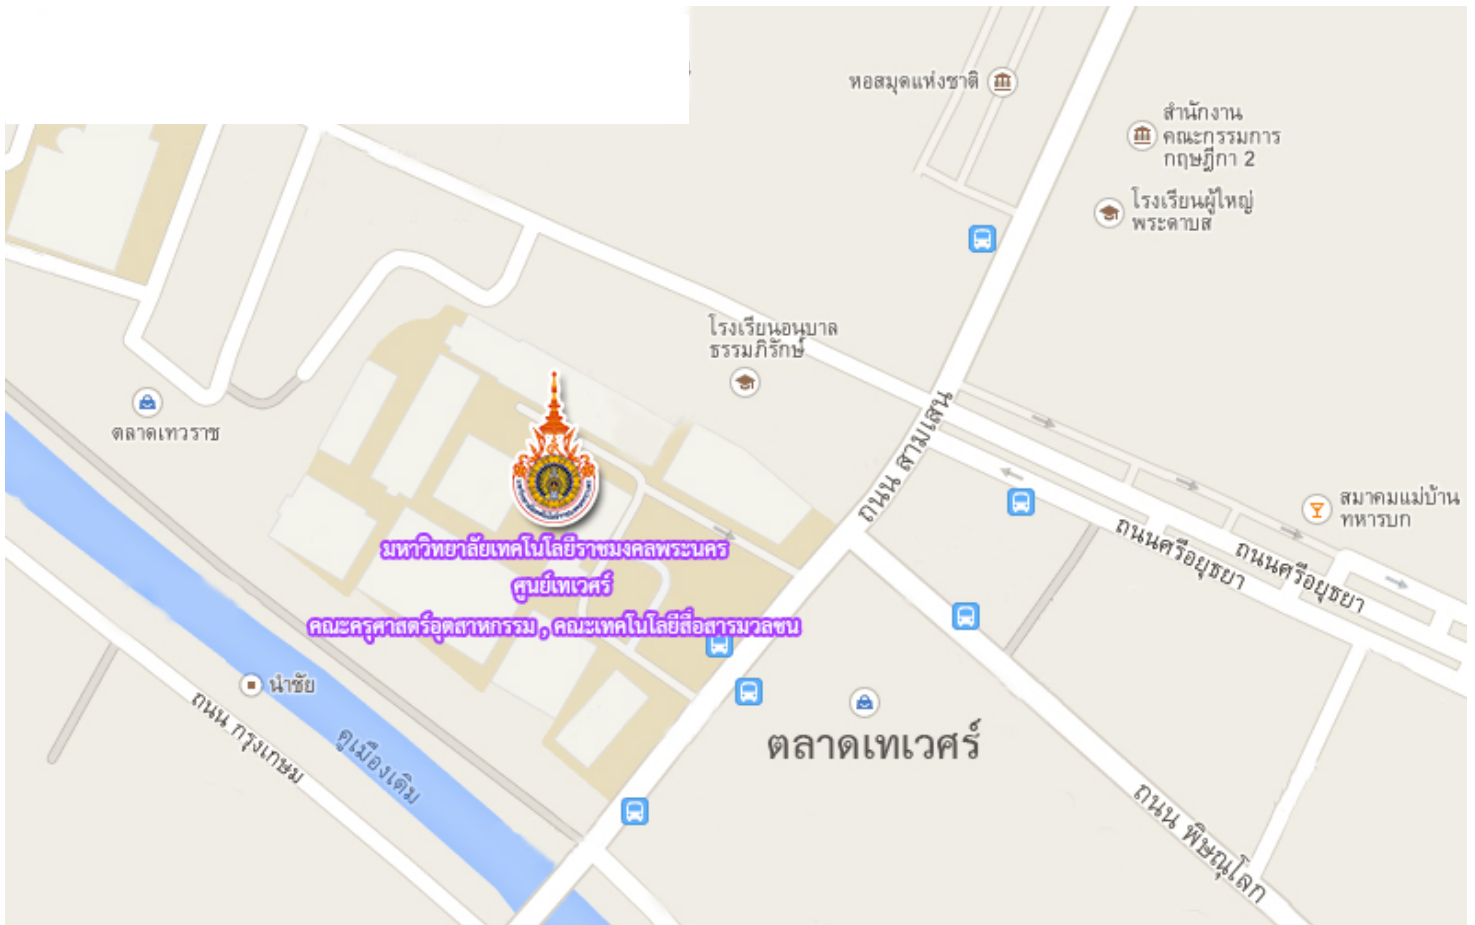 หอสมุดแห่งชาติ
สำนักงาน
คณะกรรมการ
กฤษฎีกา 2
โรงเรียนผู้ใหญ่
พระดาบส
โรงเรียนอนุบาล
ธรรมภิรักษ์
ตลาดเทวราช
ถนน สามเสน
สมาคมแม่บ้าน
ทหารบก
ถนนศรีอยุธยา
ถนนศรีอยุธยา
มหาวิทยาลัยเทคโนโลยีราชมงคลพระนคร
ศูนย์เทเวศร์
คณะครุศาสตร์อุตสาหกรรม , คณะเทคโนโลยีสื่อสารมวลชน
นำชัย
ถนน กรุงเกษม
คูเมืองเดิม
ตลาดเทเวศร์
ถนน พิษณุโลก